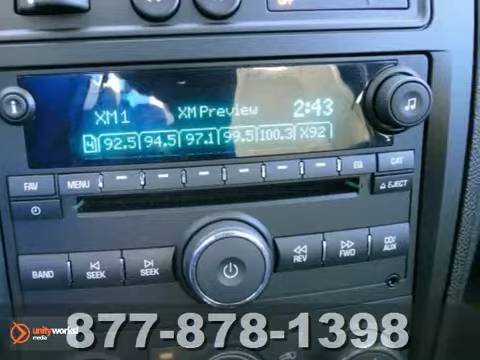 XM1 XM Preview 2:43
4 92.5 94.5 97.1 99.5 100.3 X92
FAV MENU EQ CAT
EJECT
BAND SEEK SEEK REV FWD CD/AUX
unityworks! media
877-878-1398